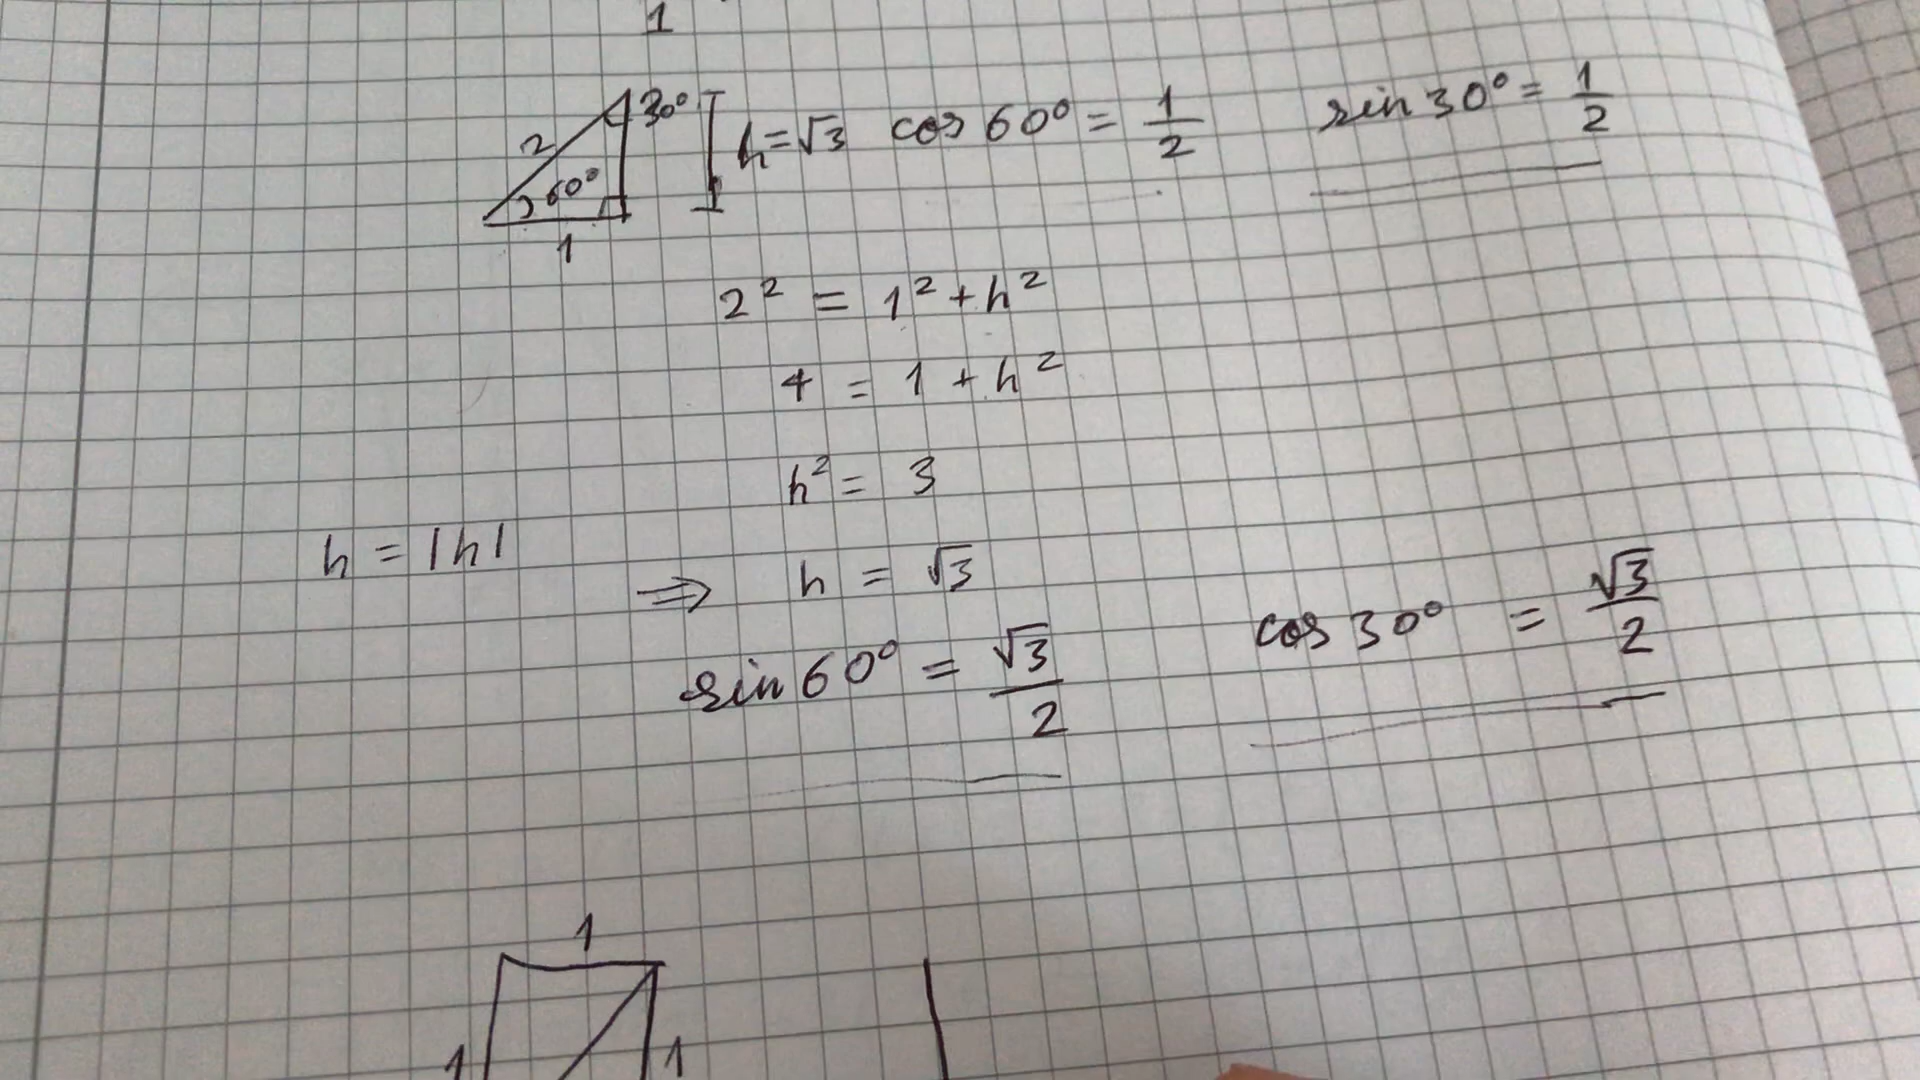 1
2 30° h=√3 cos 60° = 1/2 sin 30° = 1/2
60°
1
2² = 1² + h²
4 = 1 + h²
h² = 3
h = |h| ⇒ h = √3
sin 60° = √3/2 cos 30° = √3/2
1
1 1